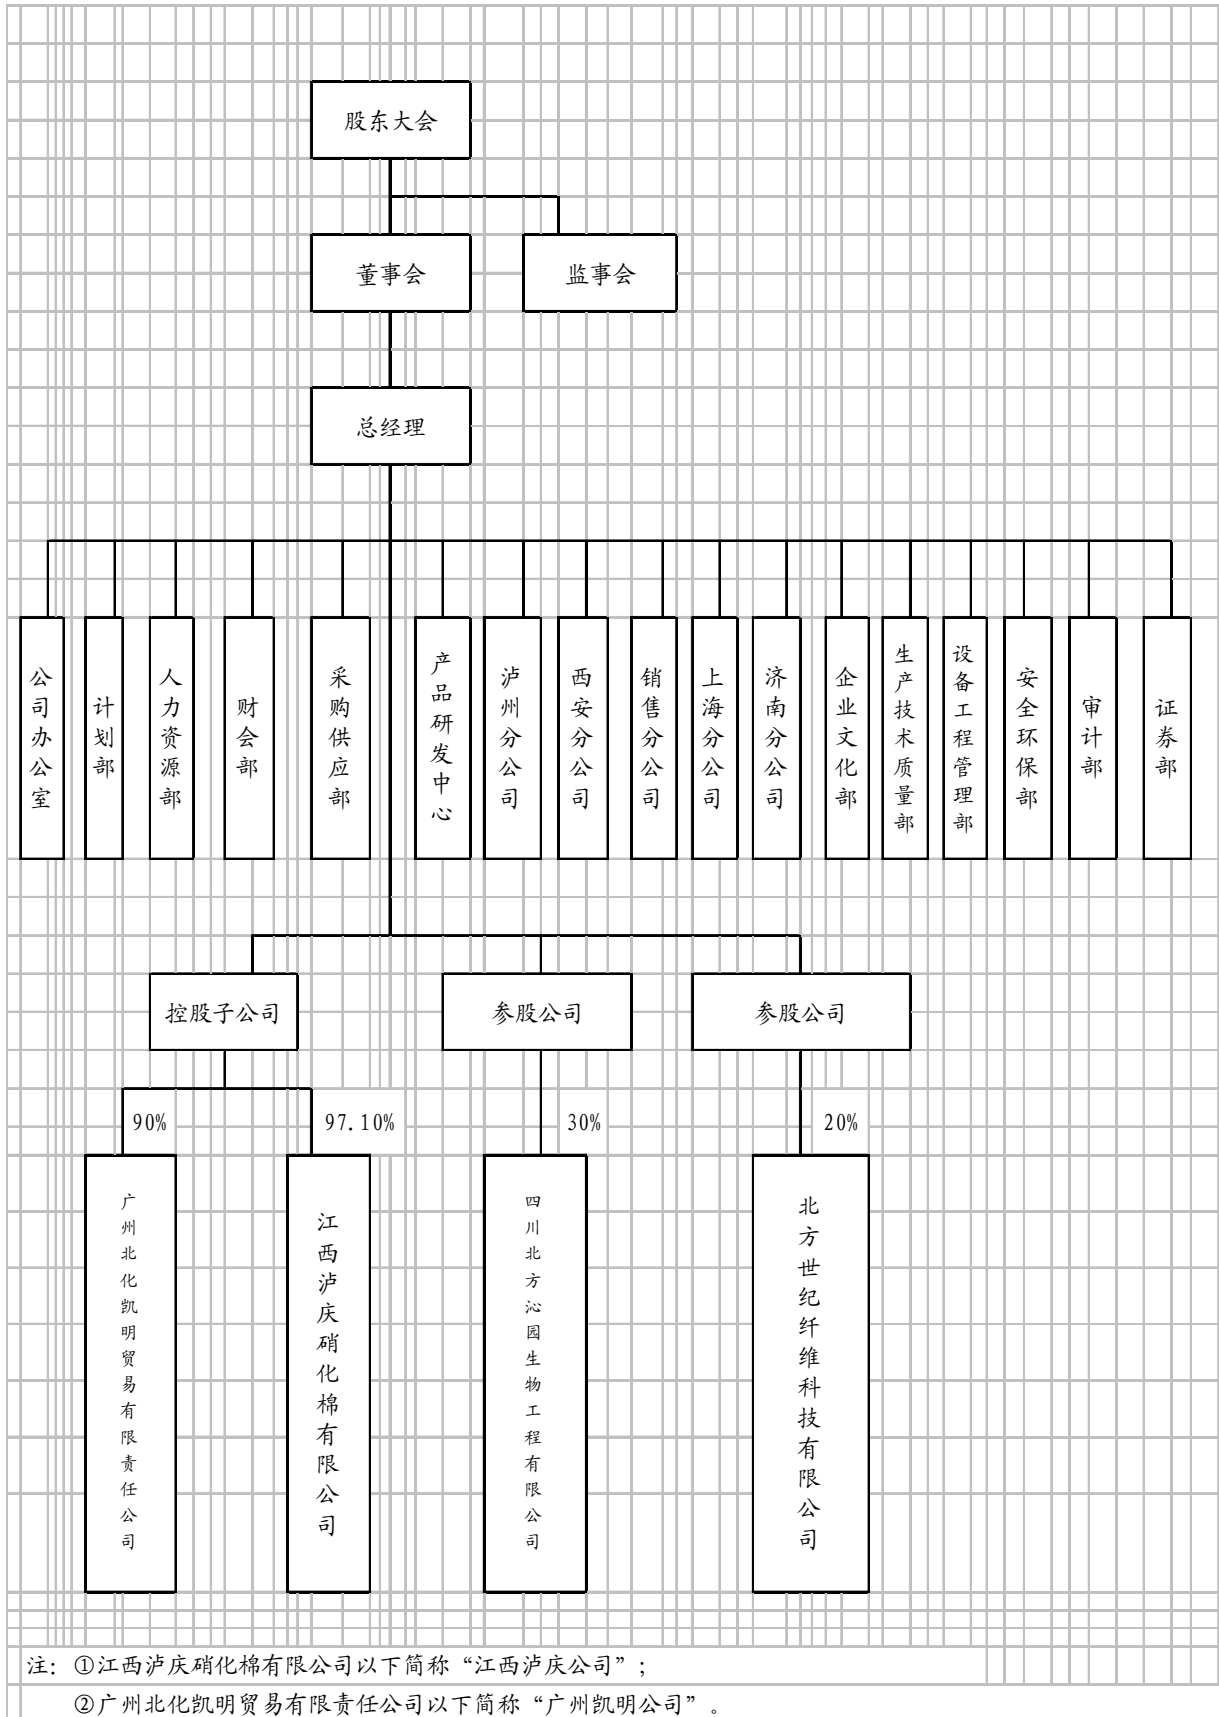 股东大会
董事会
监事会
总经理
公司办公室
计划部
人力资源部
财会部
采购供应部
产品研发中心
泸州分公司
西安分公司
销售分公司
上海分公司
济南分公司
企业文化部
生产技术质量部
设备工程管理部
安全环保部
审计部
证券部
控股子公司
参股公司
参股公司
90%
97.10%
30%
20%
广州北化凯明贸易有限责任公司
江西泸庆硝化棉有限公司
四川北方沁园生物工程有限公司
北方世纪纤维科技有限公司
注：①江西泸庆硝化棉有限公司以下简称“江西泸庆公司”；
②广州北化凯明贸易有限责任公司以下简称“广州凯明公司”。